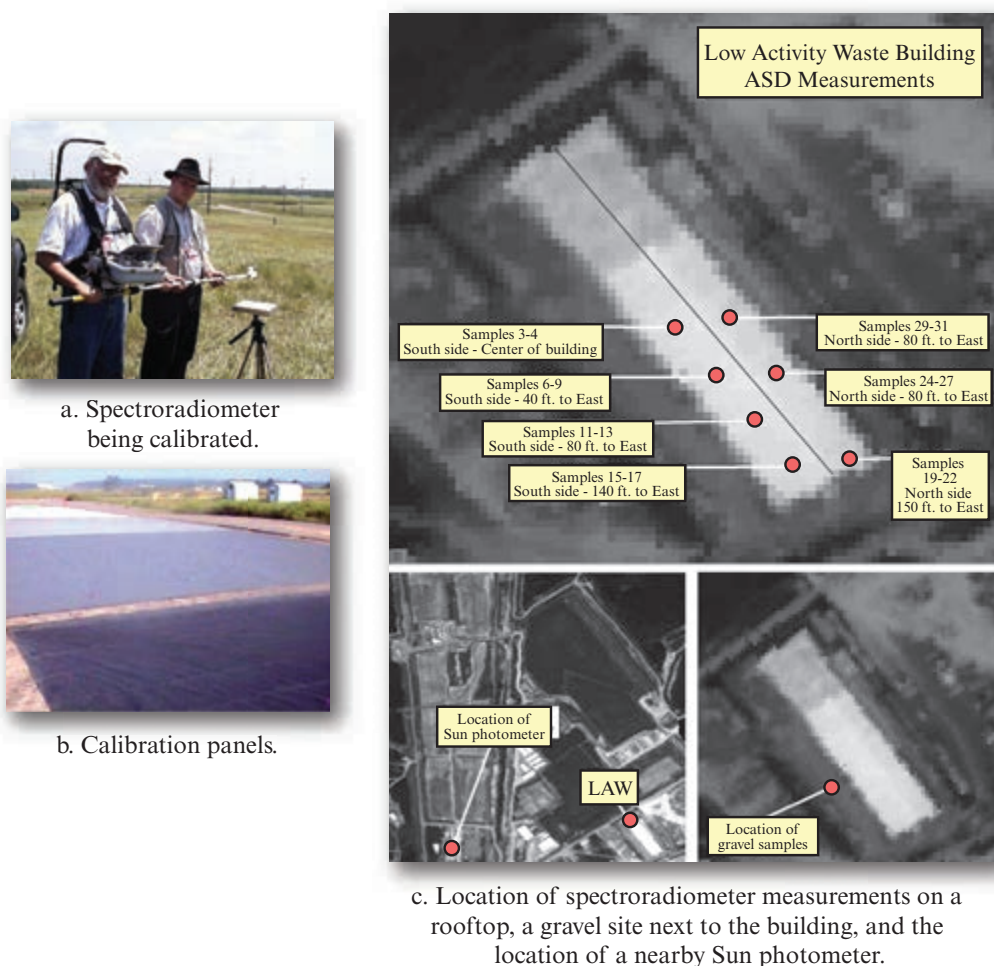 Low Activity Waste Building
ASD Measurements
Samples 3-4
South side - Center of building
Samples 6-9
South side - 40 ft. to East
Samples 11-13
South side - 80 ft. to East
Samples 15-17
South side - 140 ft. to East
Samples 29-31
North side - 80 ft. to East
Samples 24-27
North side - 80 ft. to East
Samples
19-22
North side
150 ft. to East
a. Spectroradiometer
being calibrated.
b. Calibration panels.
Location of
Sun photometer
LAW
Location of
gravel samples
c. Location of spectroradiometer measurements on a
rooftop, a gravel site next to the building, and the
location of a nearby Sun photometer.